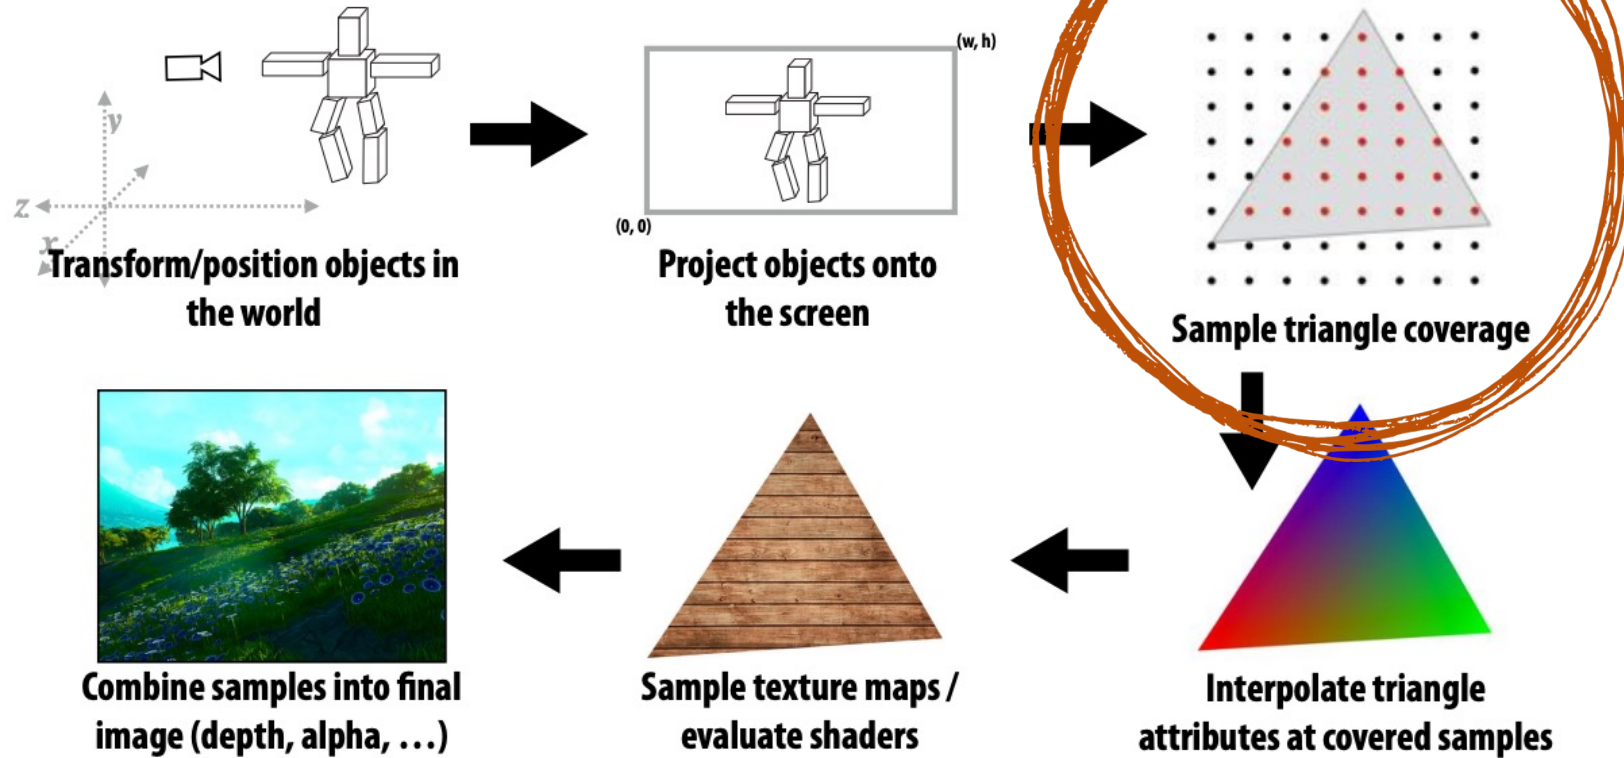 y
z
x
Transform/position objects in
the world
(w, h)
(0, 0)
Project objects onto
the screen
Sample triangle coverage
Combine samples into final
image (depth, alpha, …)
Sample texture maps /
evaluate shaders
Interpolate triangle
attributes at covered samples